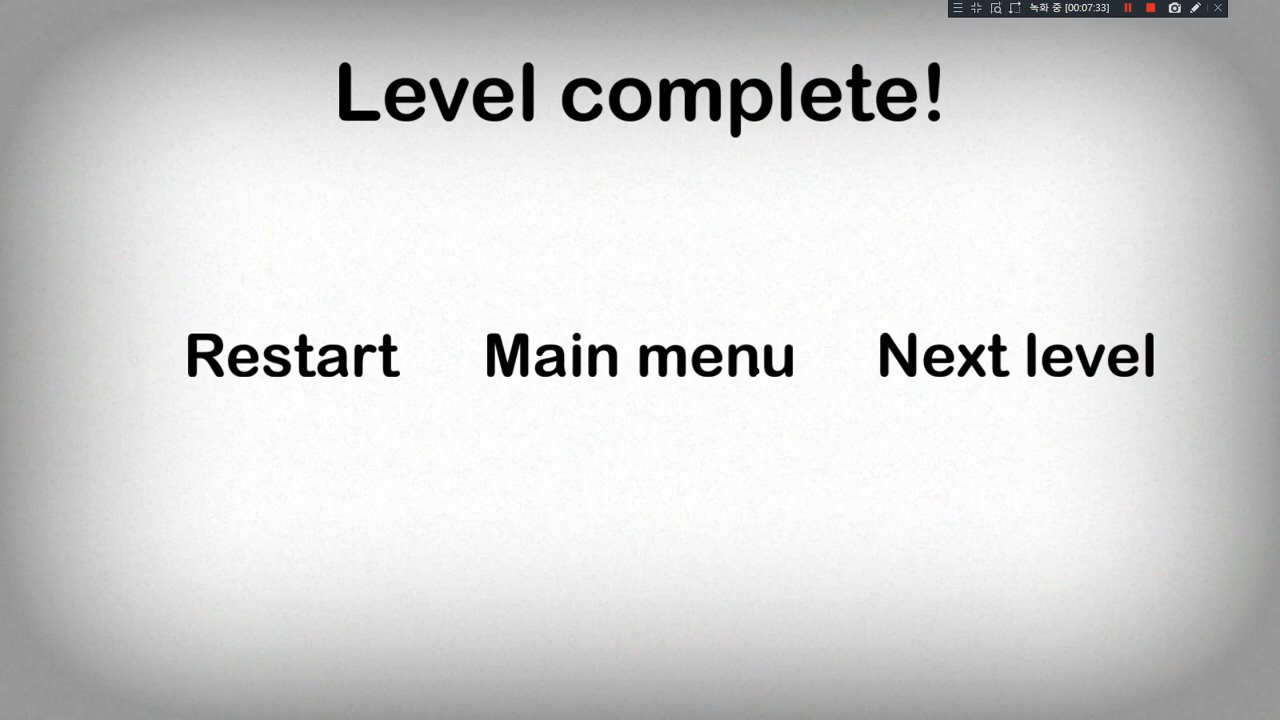 녹화 중 [00:07:33]
Level complete!
Restart Main menu Next level